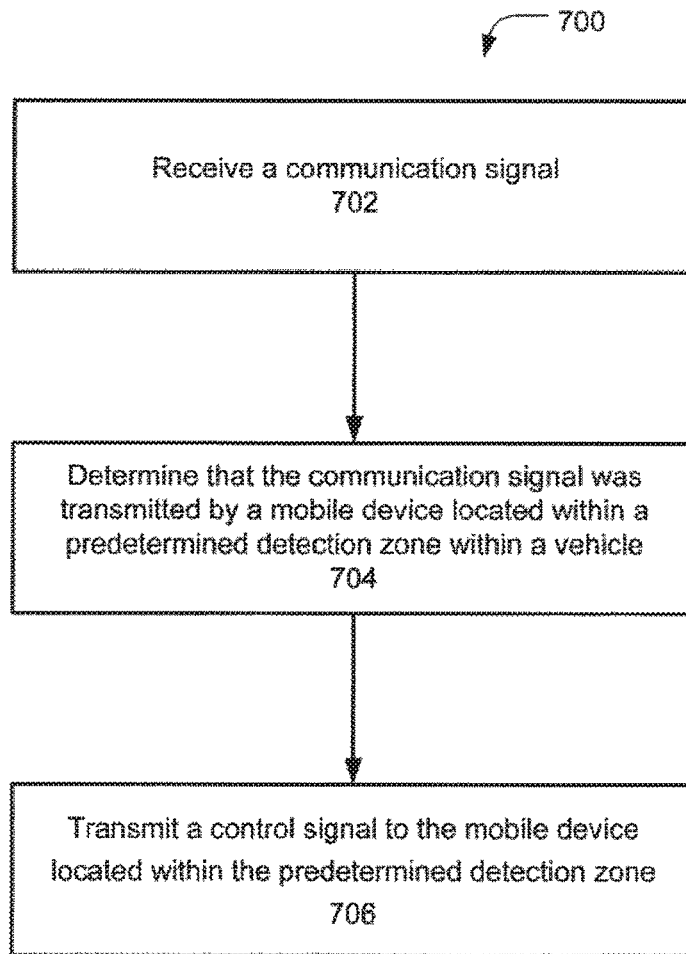 700
Receive a communication signal
702
Determine that the communication signal was
transmitted by a mobile device located within a
predetermined detection zone within a vehicle
704
Transmit a control signal to the mobile device
located within the predetermined detection zone
706